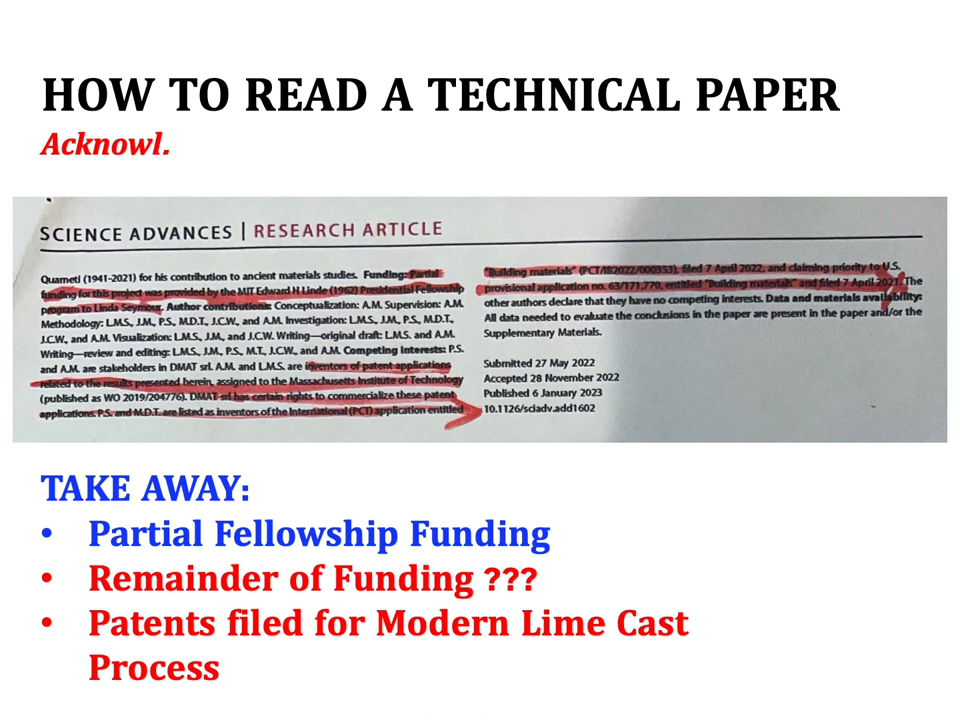 HOW TO READ A TECHNICAL PAPER
Acknowl.
SCIENCE ADVANCES | RESEARCH ARTICLE
Quameti (1941-2021) for his contribution to ancient materials studies. Funding: Partial
funding for this project was provided by the MIT Edward H Linde (1962) Presidential Fellowship
program to Linda Seymour. Author contributions: Conceptualization: A.M. Supervision: A.M.
Methodology: L.M.S., J.M., P.S., M.D.T., J.C.W., and A.M. Investigation: L.M.S., J.M., P.S., M.D.T.,
J.C.W., and A.M. Visualization: L.M.S., J.M., and J.C.W. Writing—original draft: L.M.S. and A.M.
Writing—review and editing: L.M.S., J.M., P.S., M.T., J.C.W., and A.M. Competing interests: P.S.
and A.M. are stakeholders in DMAT srl. A.M. and L.M.S. are inventors of patent applications
related to the results presented herein, assigned to the Massachusetts Institute of Technology
(published as WO 2019/204776). DMAT srl has certain rights to commercialize these patent
applications. P.S. and M.D.T. are listed as inventors of the International (PCT) application entitled
"Building materials" (PCT/IB2022/000353), filed 7 April 2022, and claiming priority to U.S.
provisional application no. 63/171,770, entitled "Building materials" and filed 7 April 2021. The
other authors declare that they have no competing interests. Data and materials availability:
All data needed to evaluate the conclusions in the paper are present in the paper and/or the
Supplementary Materials.
Submitted 27 May 2022
Accepted 28 November 2022
Published 6 January 2023
10.1126/sciadv.add1602
TAKE AWAY:
• Partial Fellowship Funding
• Remainder of Funding ???
• Patents filed for Modern Lime Cast
Process